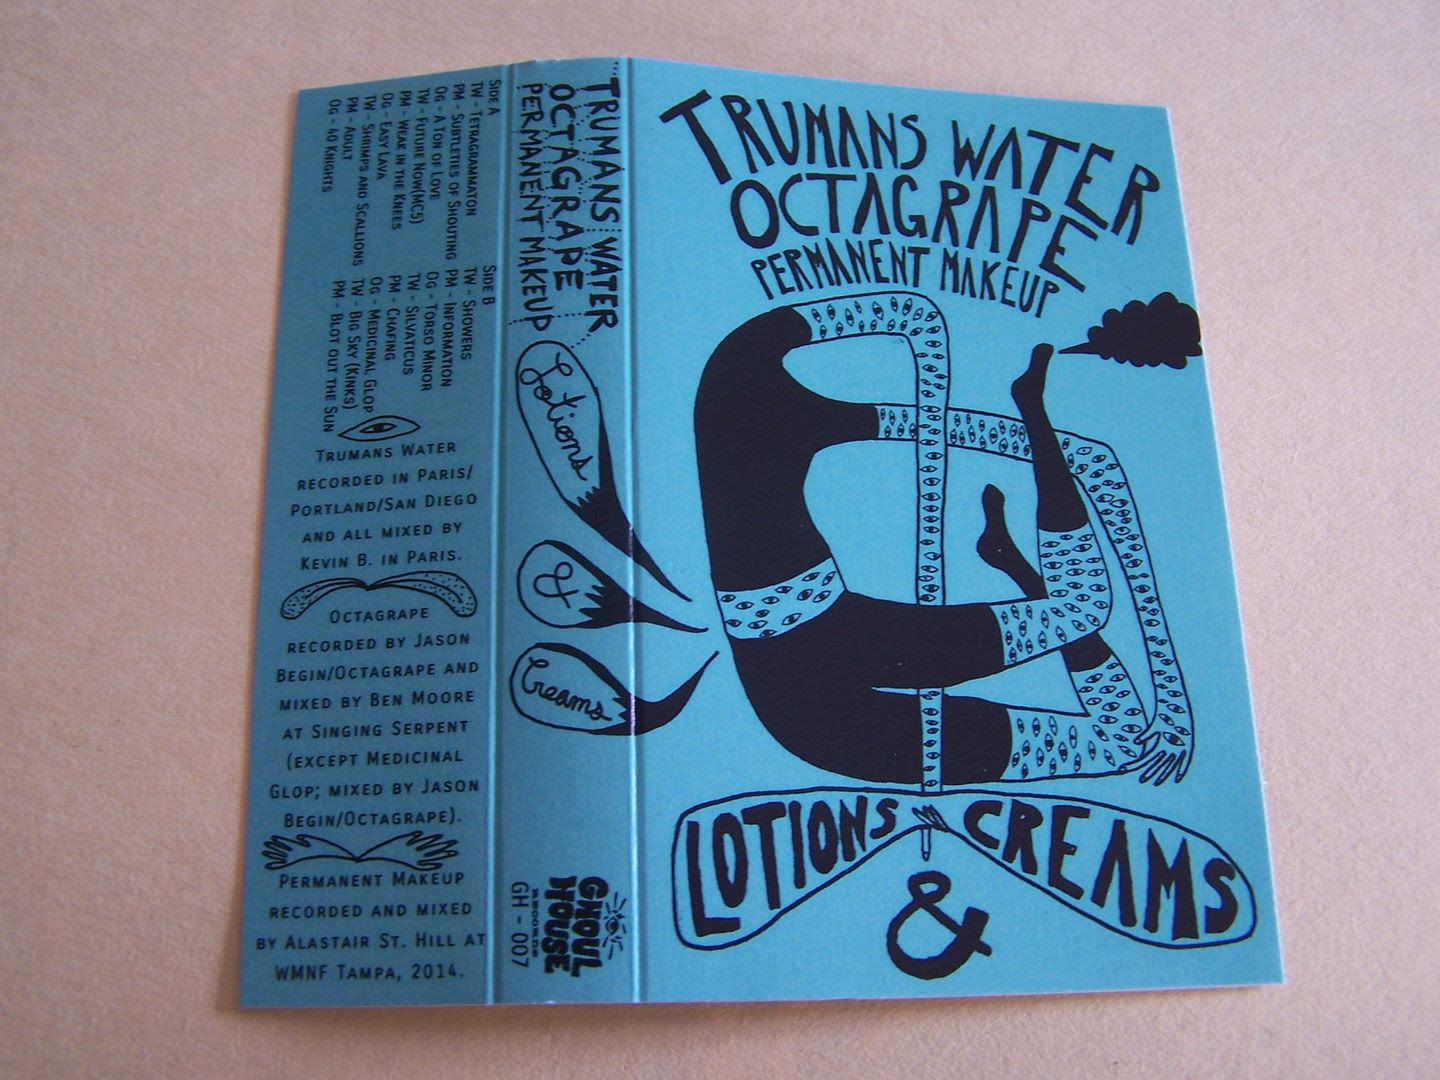 SIDE A
TW - TETRAGRAMMATON
PM - SUBTLETIES OF SHOUTING
OG - A TON OF LOVE
TW - FUTURE NOW(MC5)
PM - WEAK IN THE KNEES
OG - EASY LAVA
TW - SHRIMPS AND SCALLIONS
PM - ADULT
OG - 40 KNIGHTS
SIDE B
TW - SHOWERS
PM - INFORMATION
OG - TORSO MINOR
TW - SILVATICUS
PM - CHAFING
OG - MEDICINAL GLOP
TW - BIG SKY (KINKS)
PM - BLOT OUT THE SUN
TRUMANS WATER
RECORDED IN PARIS/
PORTLAND/SAN DIEGO
AND ALL MIXED BY
KEVIN B. IN PARIS.
OCTAGRAPE
RECORDED BY JASON
BEGIN/OCTAGRAPE AND
MIXED BY BEN MOORE
AT SINGING SERPENT
(EXCEPT MEDICINAL
GLOP; MIXED BY JASON
BEGIN/OCTAGRAPE).
PERMANENT MAKEUP
RECORDED AND MIXED
BY ALASTAIR ST. HILL AT
WMNF TAMPA, 2014.
TRUMANS WATER
OCTAGRAPE
PERMANENT MAKEUP
Lotions
&
Creams
GHOUL
HOUSE
RECORDS
GH - 007
TRUMANS WATER
OCTAGRAPE
PERMANENT MAKEUP
LOTIONS CREAMS
&